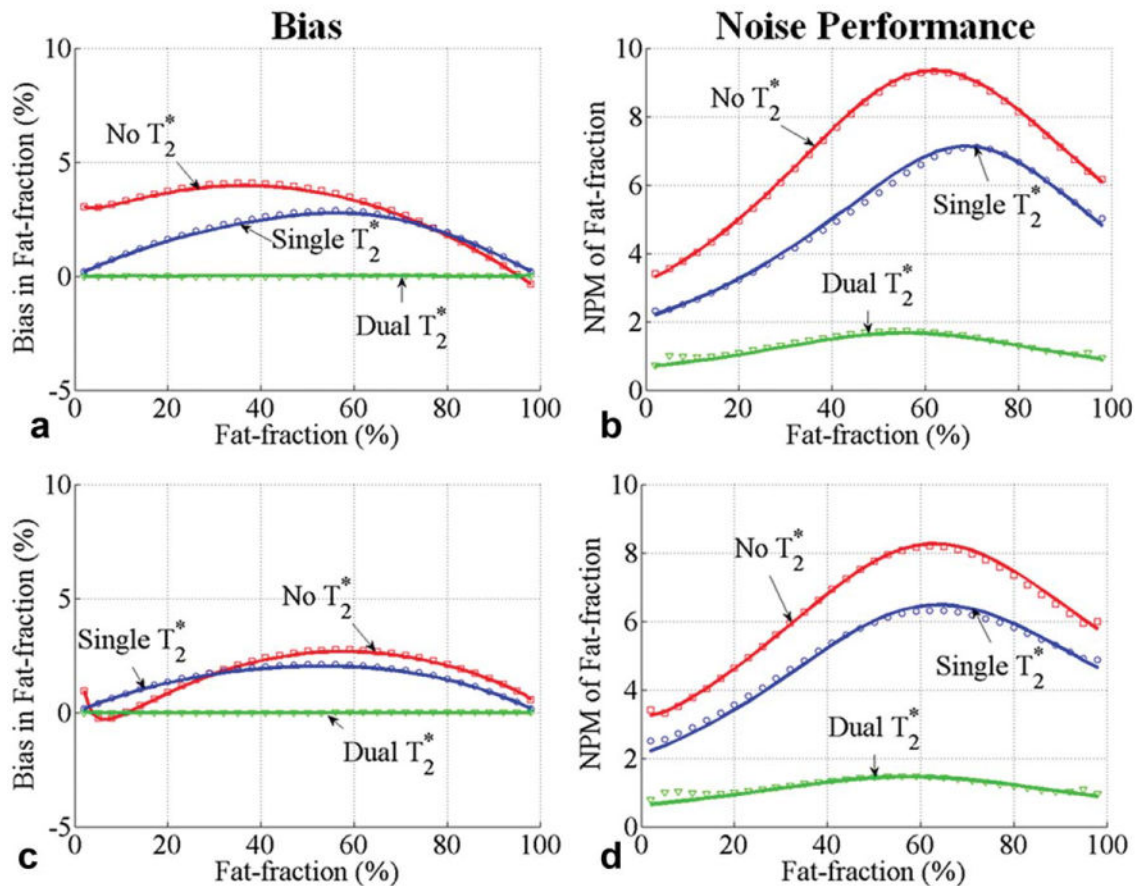 Bias
Noise Performance
10
5
0
-5
Bias in Fat-fraction (%)
No T₂*
Single T₂*
Dual T₂*
0 20 40 60 80 100
Fat-fraction (%)
a
10
8
6
4
2
0
NPM of Fat-fraction
No T₂*
Single T₂*
Dual T₂*
0 20 40 60 80 100
Fat-fraction (%)
b
10
5
0
-5
Bias in Fat-fraction (%)
No T₂*
Single T₂*
Dual T₂*
0 20 40 60 80 100
Fat-fraction (%)
c
10
8
6
4
2
0
NPM of Fat-fraction
No T₂*
Single T₂*
Dual T₂*
0 20 40 60 80 100
Fat-fraction (%)
d